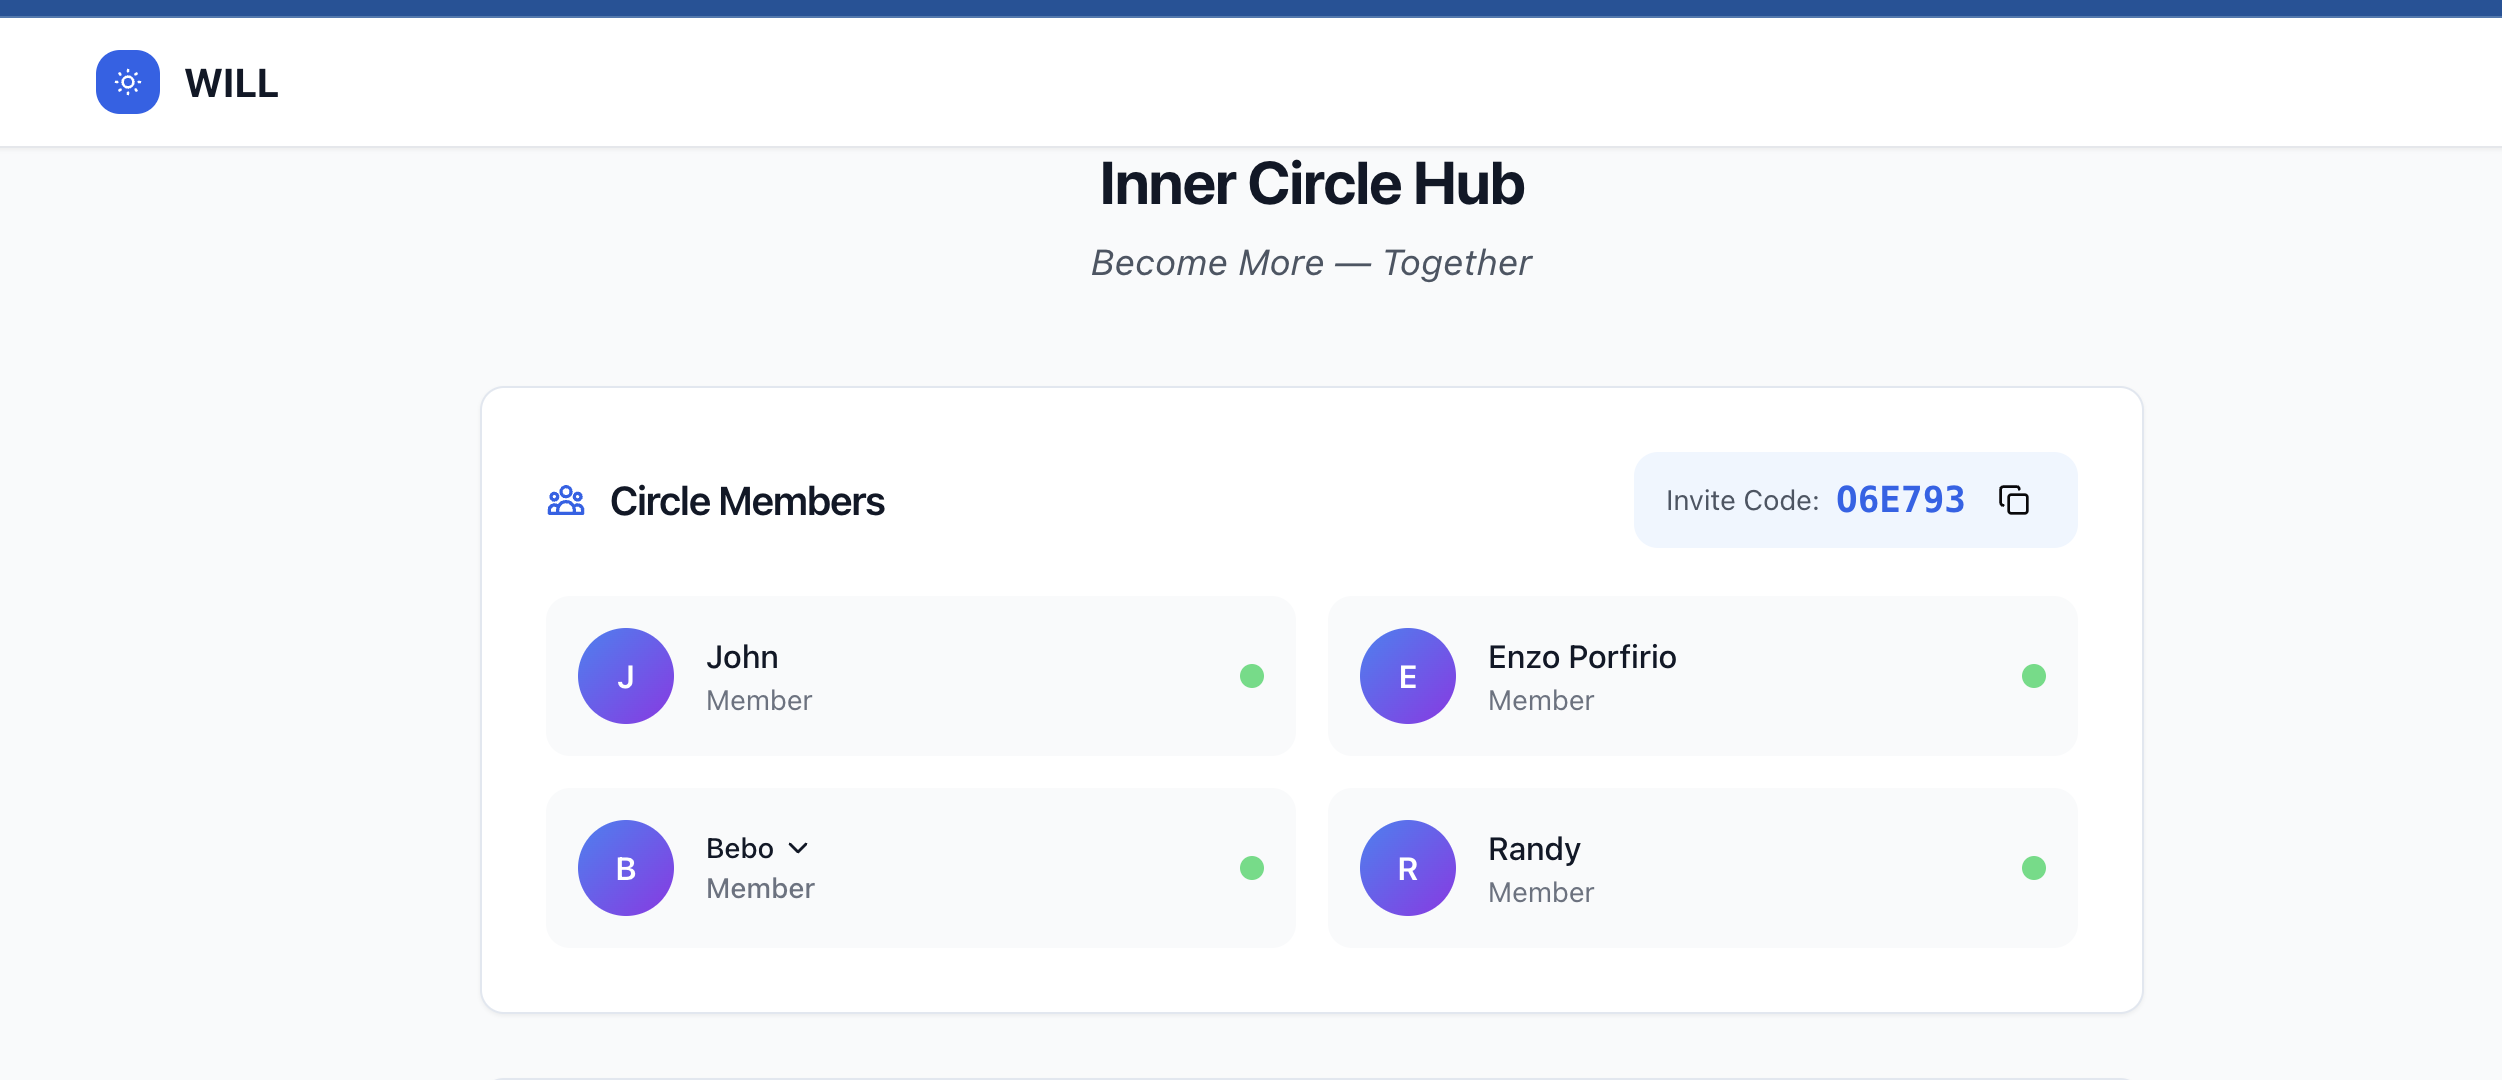 WILL
Inner Circle Hub
Become More — Together
Circle Members
Invite Code: 06E793
J
John
Member
E
Enzo Porfirio
Member
B
Bebo
Member
R
Randy
Member